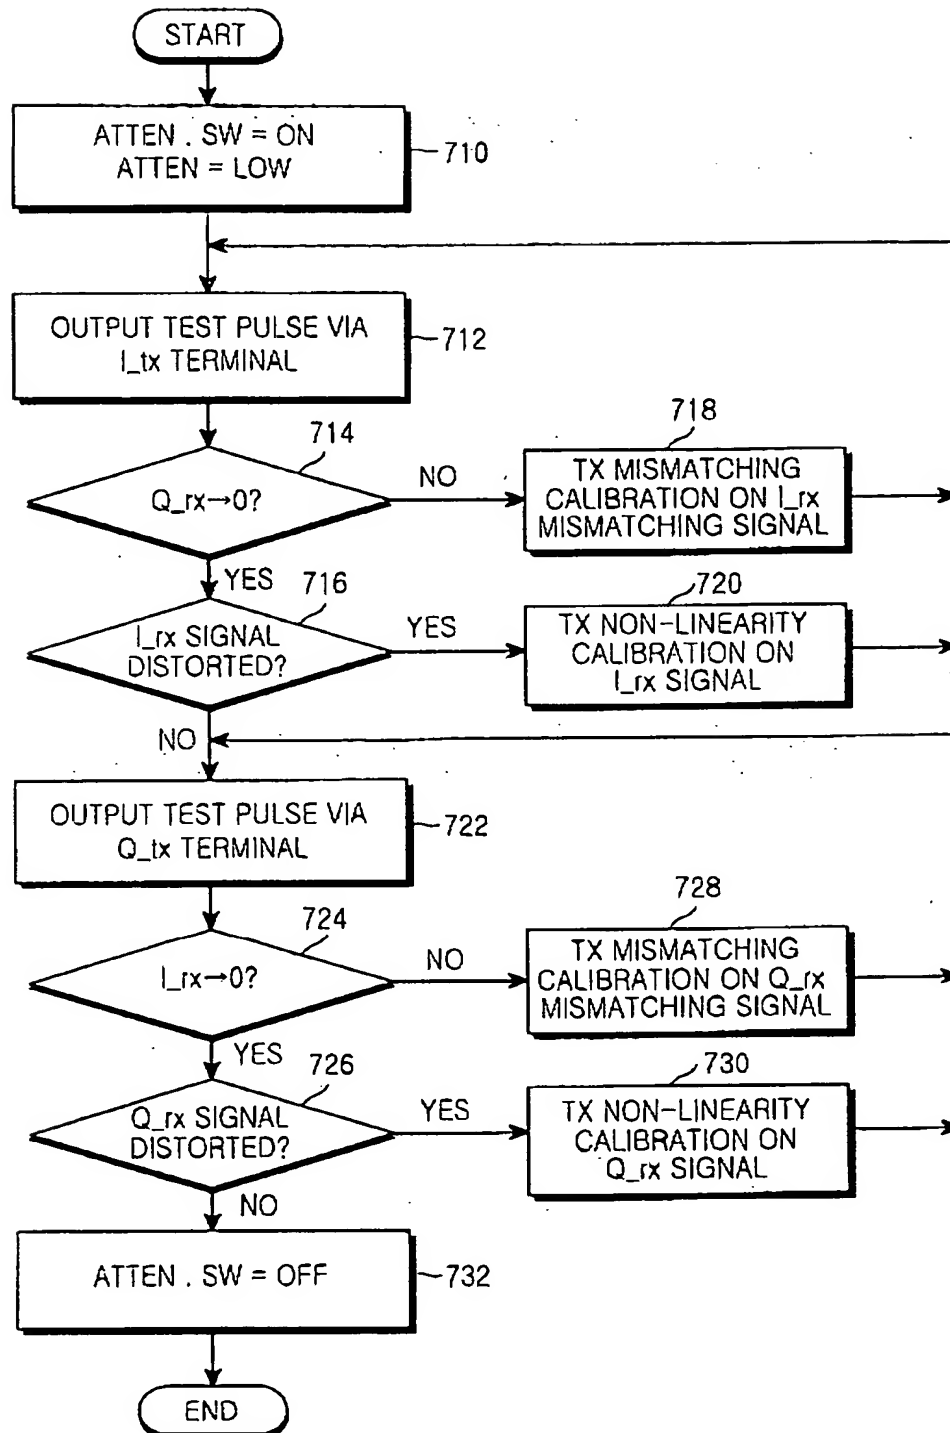 START
ATTEN . SW = ON
ATTEN = LOW
710
OUTPUT TEST PULSE VIA
I_tx TERMINAL
712
714
Q_rx→0?
NO
718
TX MISMATCHING
CALIBRATION ON I_rx
MISMATCHING SIGNAL
YES
716
I_rx SIGNAL
DISTORTED?
YES
720
TX NON-LINEARITY
CALIBRATION ON
I_rx SIGNAL
NO
OUTPUT TEST PULSE VIA
Q_tx TERMINAL
722
724
I_rx→0?
NO
728
TX MISMATCHING
CALIBRATION ON Q_rx
MISMATCHING SIGNAL
YES
726
Q_rx SIGNAL
DISTORTED?
YES
730
TX NON-LINEARITY
CALIBRATION ON
Q_rx SIGNAL
NO
ATTEN . SW = OFF
732
END